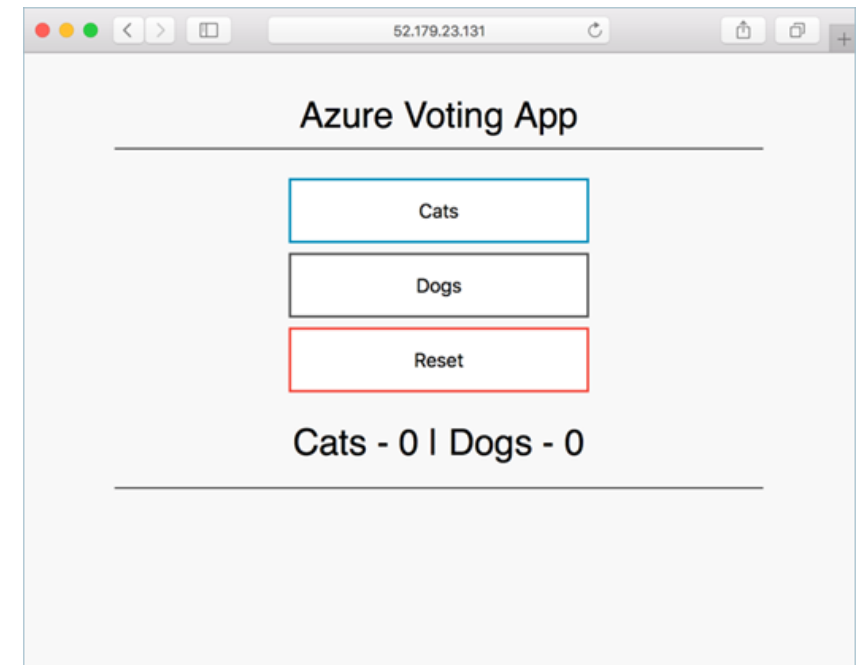 52.179.23.131
Azure Voting App
Cats
Dogs
Reset
Cats - 0 | Dogs - 0